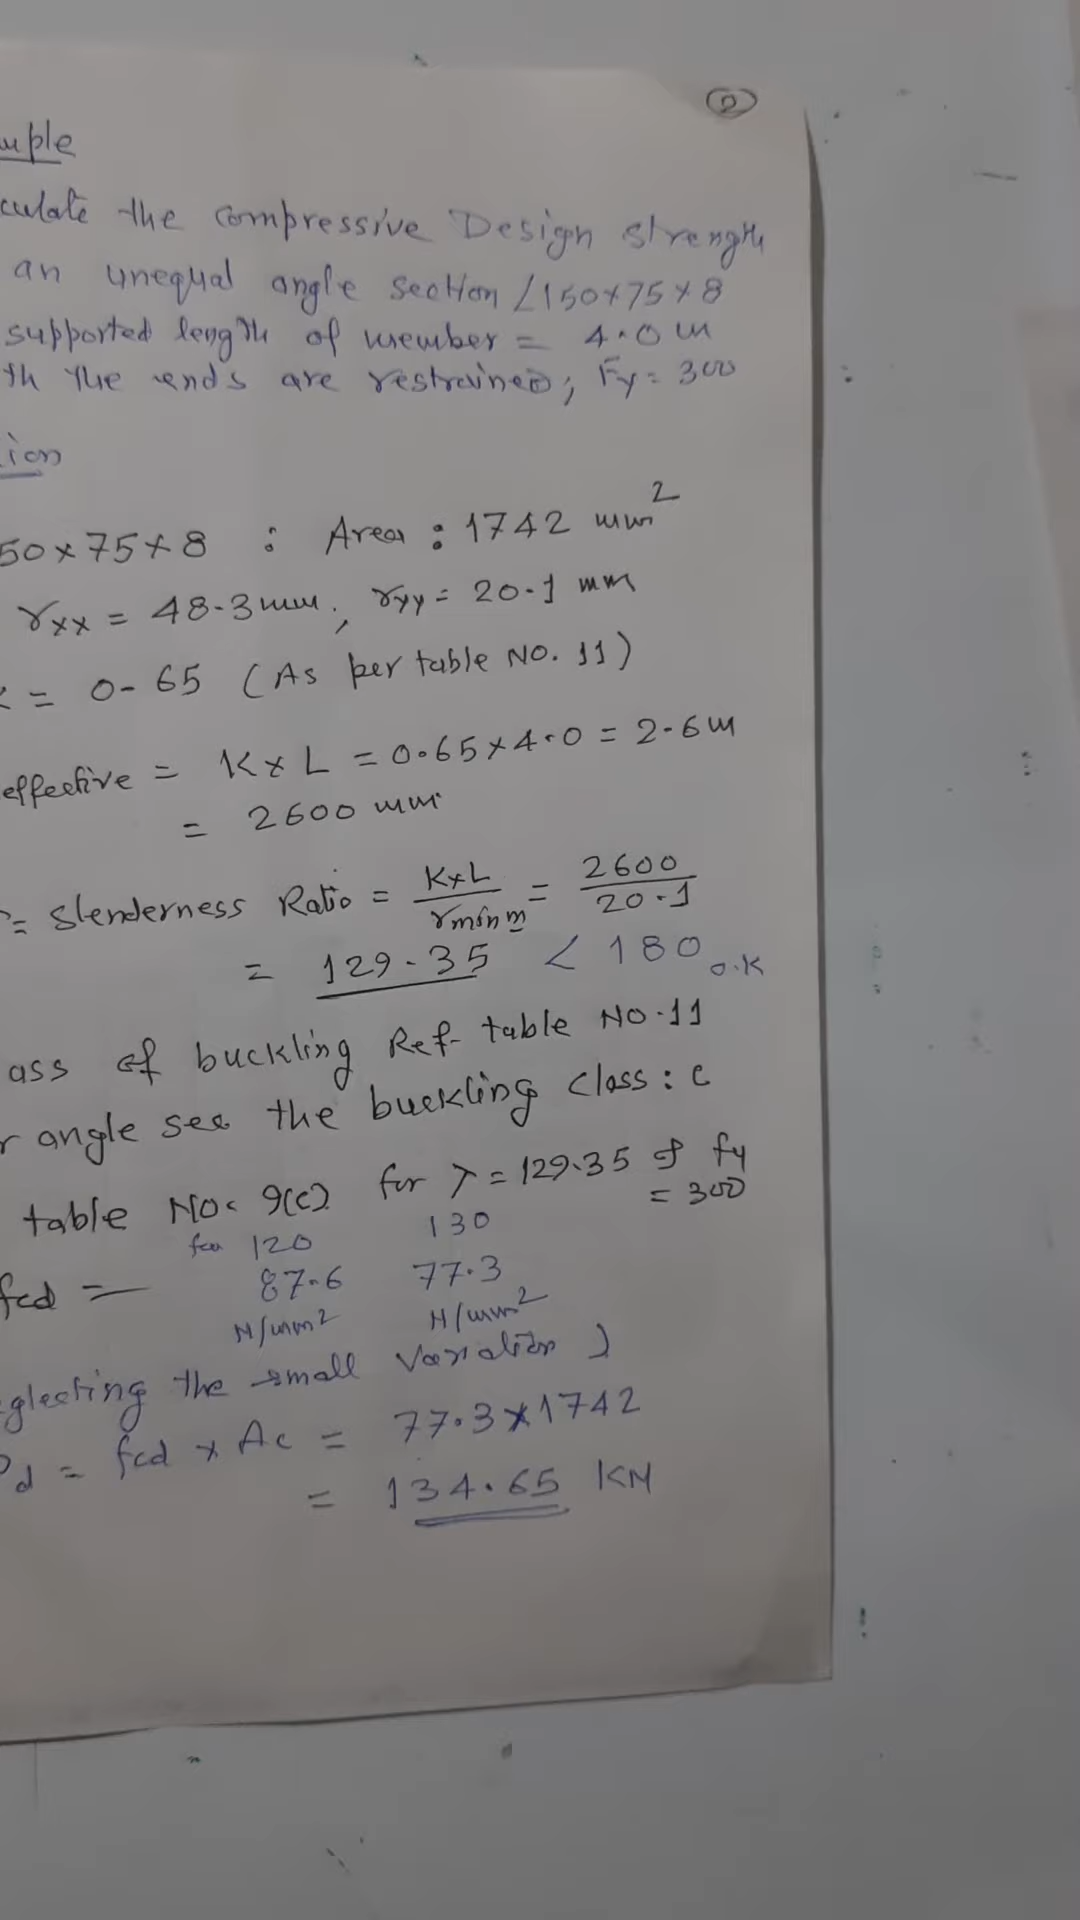 2
culate the compressive Design strength
an unequal angle section ∠150×75×8
supported length of member = 4.0 m
th the ends are restrained; Fy = 300
ion
50×75×8 : Area : 1742 mm²
rxx = 48.3 mm, ryy = 20.1 mm
= 0.65 (As per table NO. 11)
effective = K×L = 0.65×4.0 = 2.6 m
= 2600 mm
= Slenderness Ratio = K×L / rminm = 2600 / 20.1
= 129.35 < 180 o.K
ass of buckling Ref. table NO. 11
r angle see the buckling class : c
table NO. 9(c) for λ = 129.35 & fy = 300
for 120 130
fcd = 87.6 77.3
N/mm² N/mm²
glecting the small variation)
d = fcd × Ac = 77.3×1742
= 134.65 KN